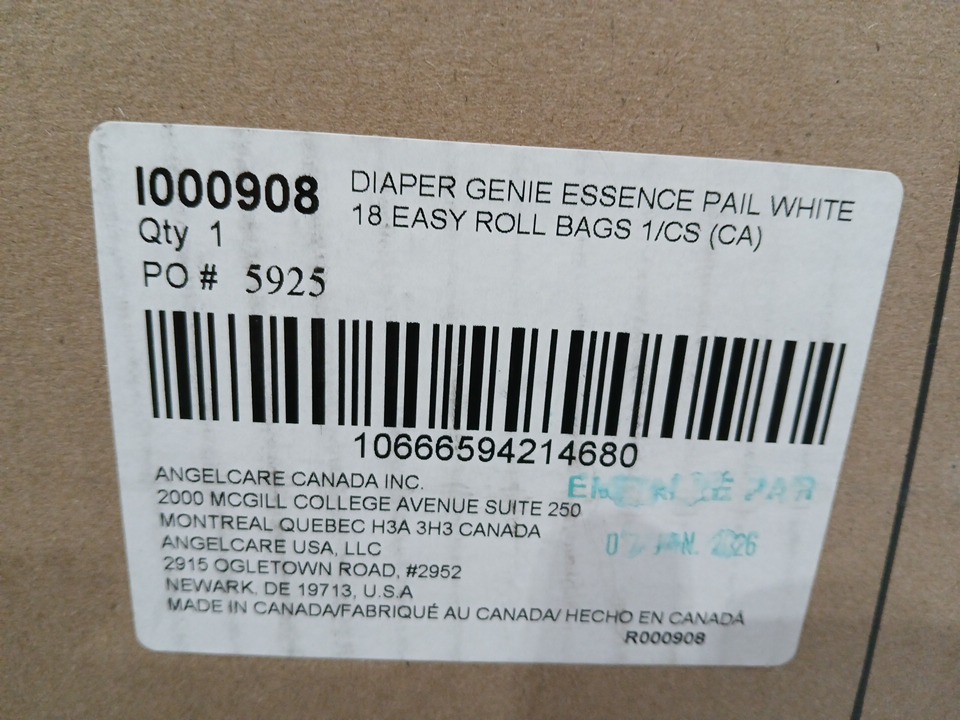 I000908
DIAPER GENIE ESSENCE PAIL WHITE
18 EASY ROLL BAGS 1/CS (CA)
Qty 1
PO # 5925
10666594214680
ANGELCARE CANADA INC.
2000 MCGILL COLLEGE AVENUE SUITE 250
MONTREAL QUEBEC H3A 3H3 CANADA
ANGELCARE USA, LLC
2915 OGLETOWN ROAD, #2952
NEWARK, DE 19713, U.S.A
MADE IN CANADA/FABRIQUÉ AU CANADA/ HECHO EN CANADÁ
R000908
PAR